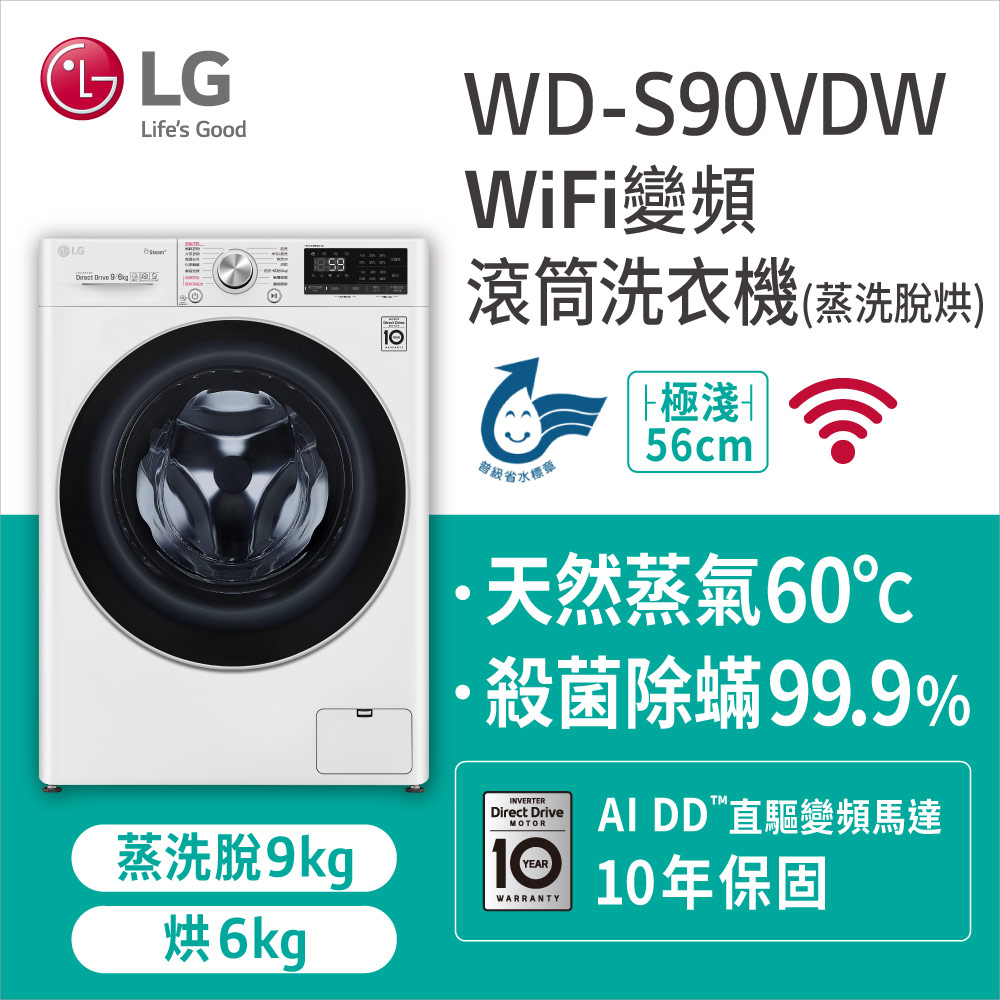 LG
Life's Good
WD-S90VDW
WiFi變頻
滾筒洗衣機(蒸洗脫烘)
普級省水標章
極淺
56cm
LG
Steam+
Direct Drive 9/6kg
10
天然蒸氣60℃
殺菌除蟎99.9%
INVERTER
Direct Drive
MOTOR
10 YEAR
WARRANTY
AI DD™直驅變頻馬達
10年保固
蒸洗脫9kg
烘6kg